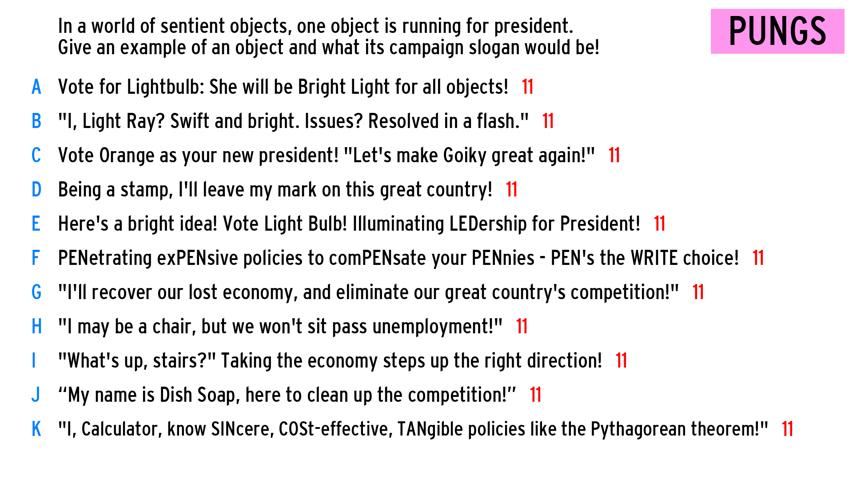 In a world of sentient objects, one object is running for president.
Give an example of an object and what its campaign slogan would be!
PUNGS
A Vote for Lightbulb: She will be Bright Light for all objects! 11
B "I, Light Ray? Swift and bright. Issues? Resolved in a flash." 11
C Vote Orange as your new president! "Let's make Goiky great again!" 11
D Being a stamp, I'll leave my mark on this great country! 11
E Here's a bright idea! Vote Light Bulb! Illuminating LEDership for President! 11
F PENetrating exPENsive policies to comPENsate your PENnies - PEN's the WRITE choice! 11
G "I'll recover our lost economy, and eliminate our great country's competition!" 11
H "I may be a chair, but we won't sit pass unemployment!" 11
I "What's up, stairs?" Taking the economy steps up the right direction! 11
J “My name is Dish Soap, here to clean up the competition!” 11
K "I, Calculator, know SINcere, COSt-effective, TANgible policies like the Pythagorean theorem!" 11